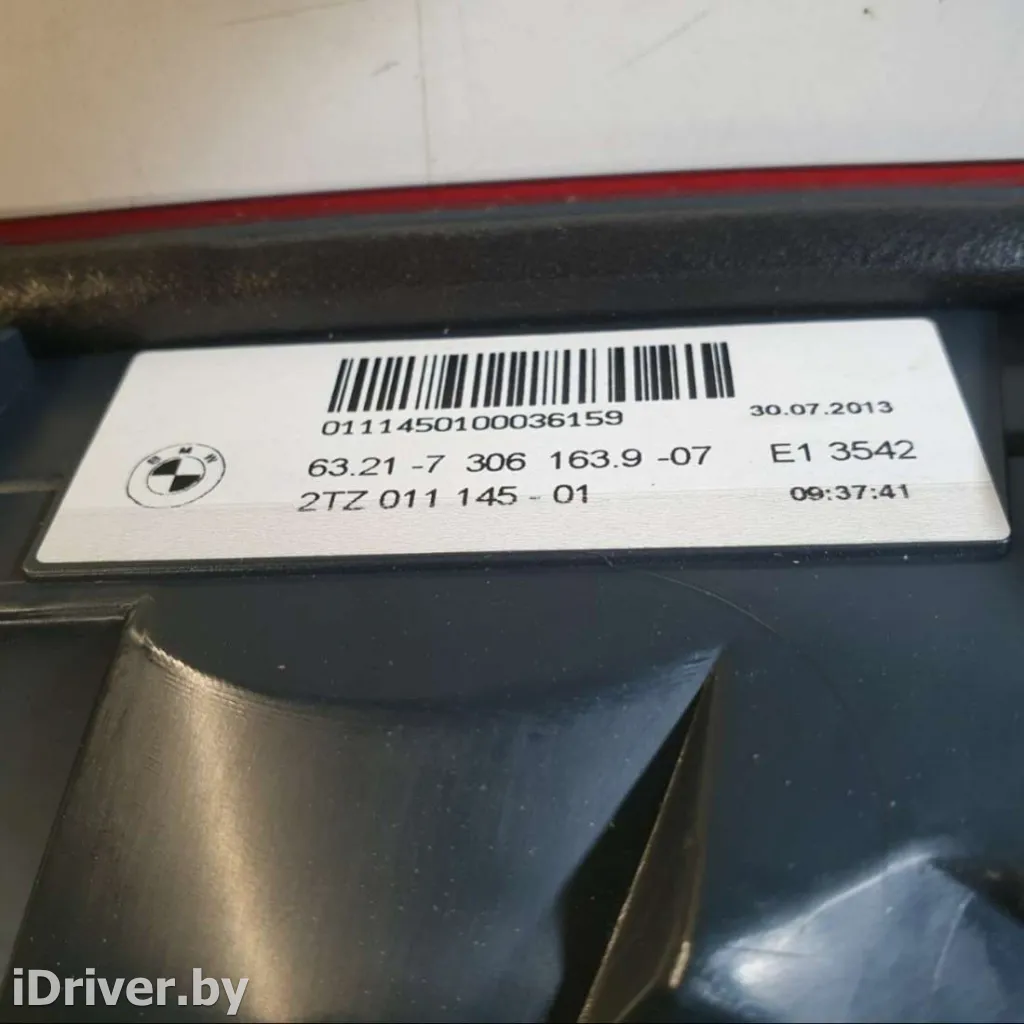 0111450100036159
30.07.2013
BMW
63.21-7 306 163.9-07 E1 3542
2TZ 011 145-01 09:37:41
iDriver.by